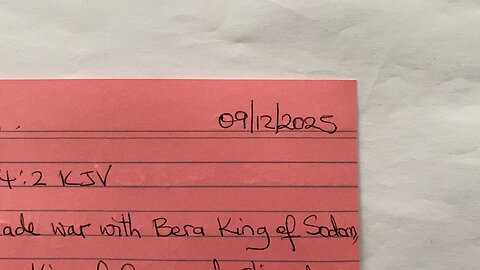 09/12/2025
4:2 KJV
ade war with Bera King of Sodom,